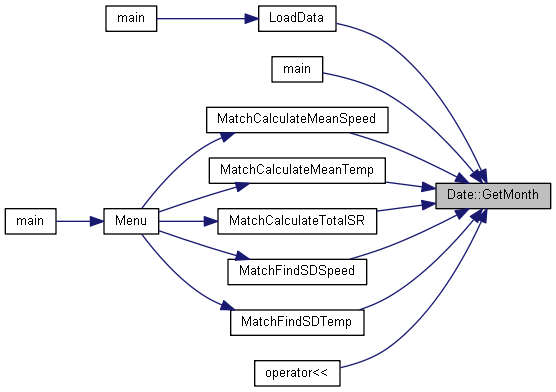 main
LoadData
main
MatchCalculateMeanSpeed
MatchCalculateMeanTemp
Date::GetMonth
main
Menu
MatchCalculateTotalSR
MatchFindSDSpeed
MatchFindSDTemp
operator<<